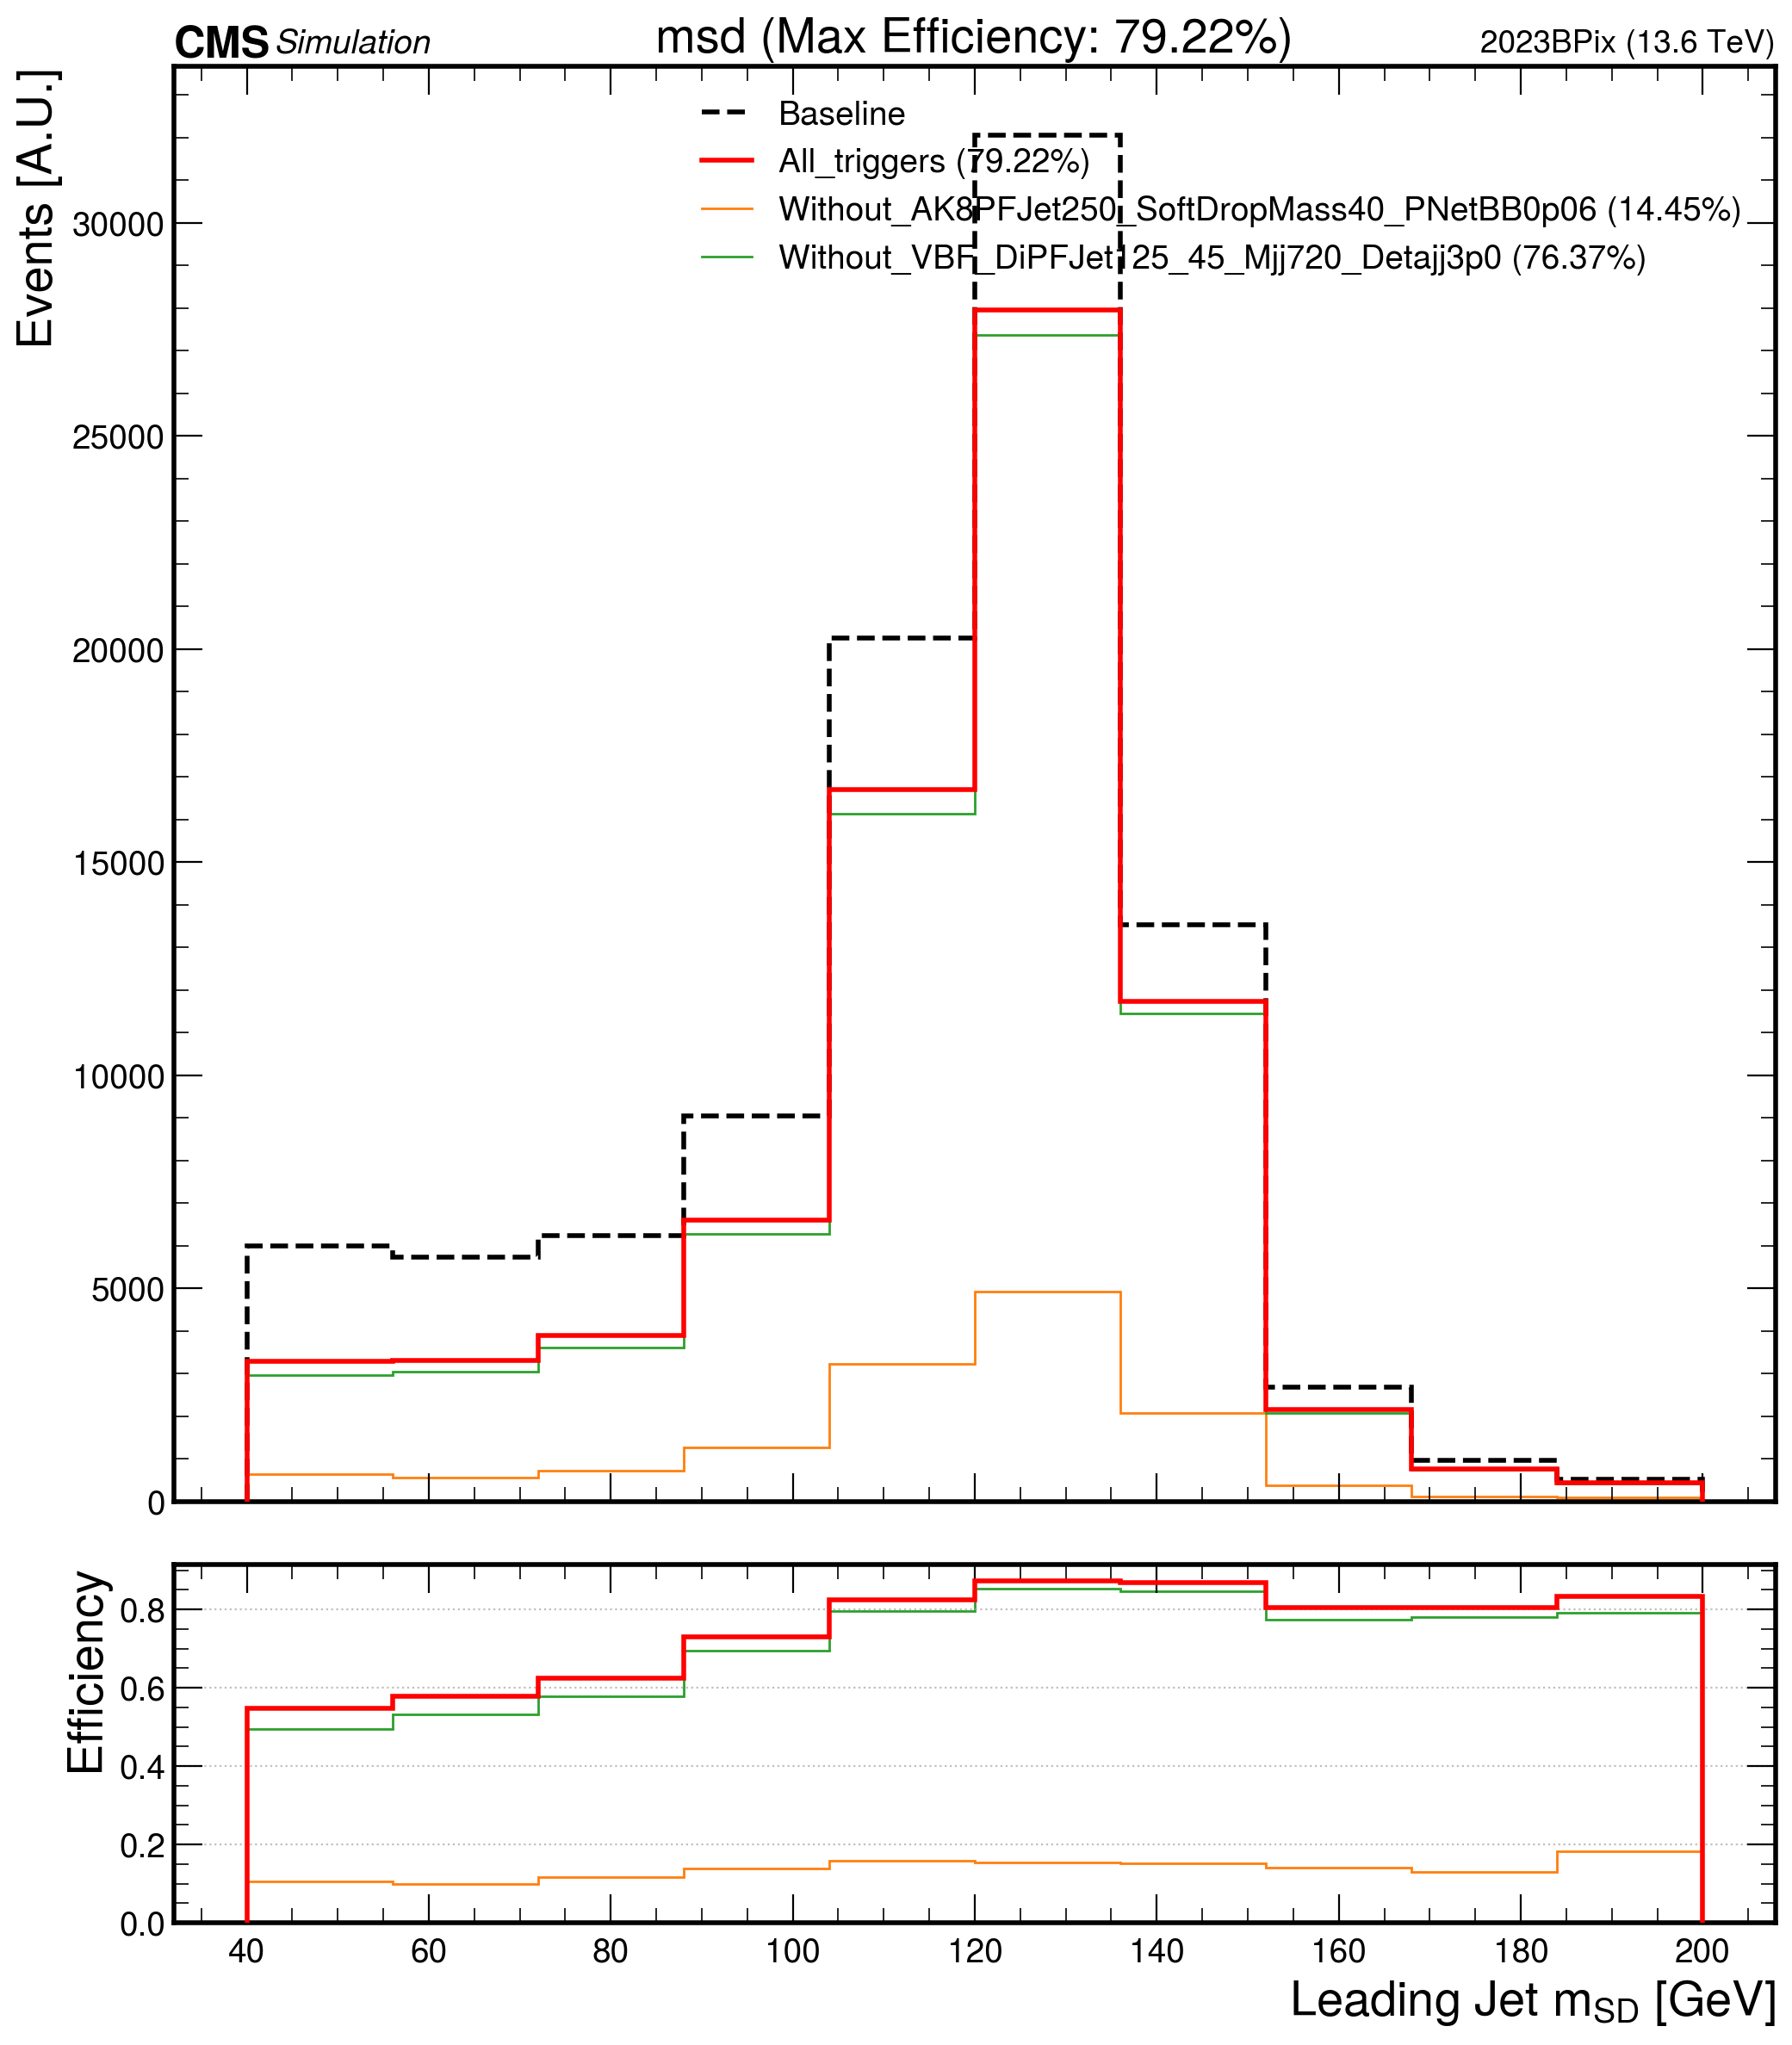 CMS Simulation msd (Max Efficiency: 79.22%) 2023BPix (13.6 TeV)
Events [A.U.]
Baseline
All_triggers (79.22%)
Without_AK8PFJet250_SoftDropMass40_PNetBB0p06 (14.45%)
Without_VBF_DiPFJet125_45_Mjj720_Detajj3p0 (76.37%)
30000
25000
20000
15000
10000
5000
0
Efficiency
0.8
0.6
0.4
0.2
0.0
40 60 80 100 120 140 160 180 200
Leading Jet mSD [GeV]